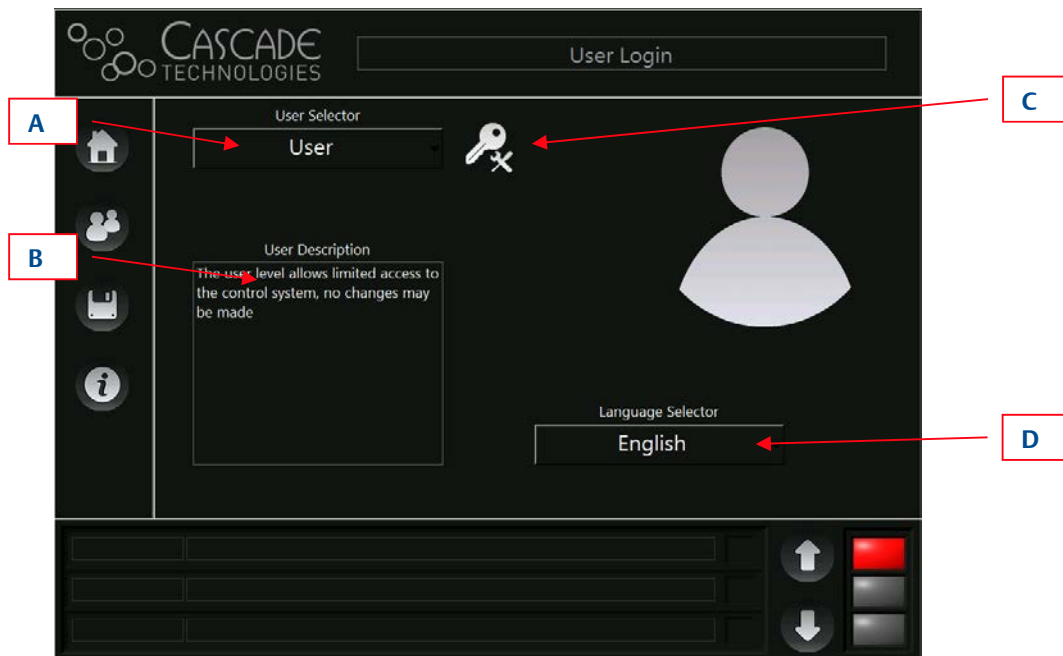 CASCADE
TECHNOLOGIES
User Login
A
User Selector
User
C
B
User Description
The user level allows limited access to
the control system, no changes may
be made
i
Language Selector
English
D